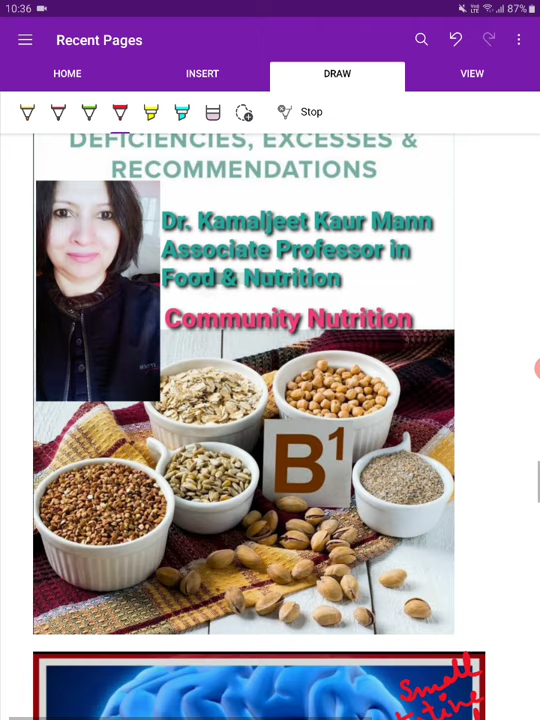 10:36
87%
Recent Pages
HOME
INSERT
DRAW
VIEW
Stop
DEFICIENCIES, EXCESSES &
RECOMMENDATIONS
Dr. Kamaljeet Kaur Mann
Associate Professor in
Food & Nutrition
Community Nutrition
B1
Small